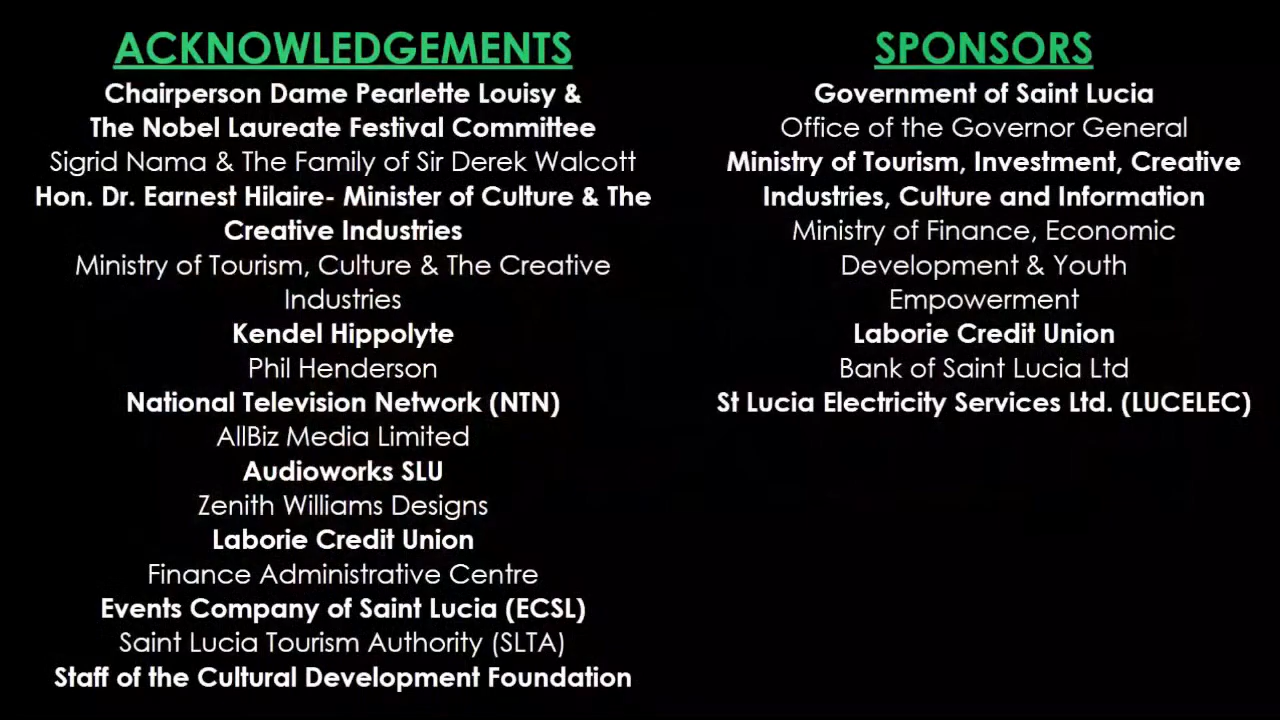 ACKNOWLEDGEMENTS
Chairperson Dame Pearlette Louisy &
The Nobel Laureate Festival Committee
Sigrid Nama & The Family of Sir Derek Walcott
Hon. Dr. Earnest Hilaire- Minister of Culture & The
Creative Industries
Ministry of Tourism, Culture & The Creative
Industries
Kendel Hippolyte
Phil Henderson
National Television Network (NTN)
AllBiz Media Limited
Audioworks SLU
Zenith Williams Designs
Laborie Credit Union
Finance Administrative Centre
Events Company of Saint Lucia (ECSL)
Saint Lucia Tourism Authority (SLTA)
Staff of the Cultural Development Foundation
SPONSORS
Government of Saint Lucia
Office of the Governor General
Ministry of Tourism, Investment, Creative
Industries, Culture and Information
Ministry of Finance, Economic
Development & Youth
Empowerment
Laborie Credit Union
Bank of Saint Lucia Ltd
St Lucia Electricity Services Ltd. (LUCELEC)